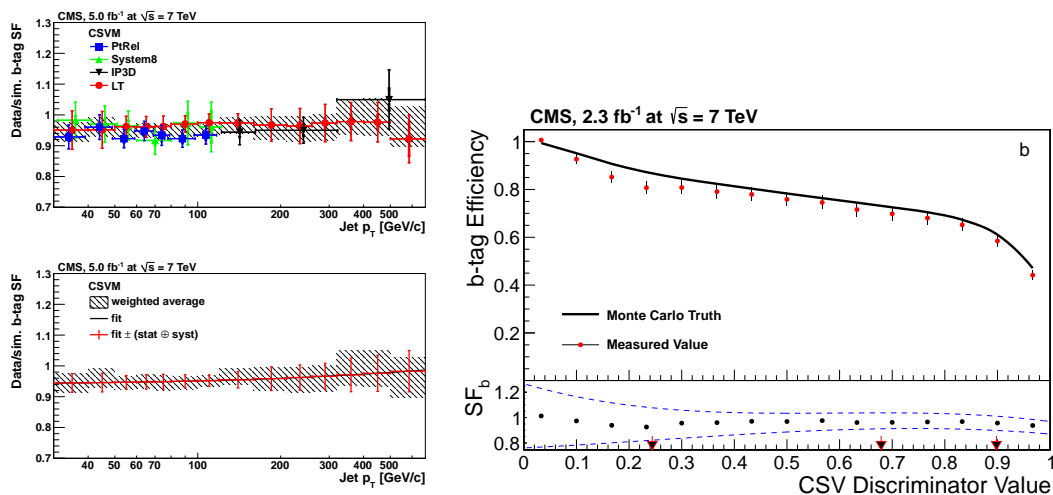 CMS, 5.0 fb⁻¹ at √s = 7 TeV
Data/sim. b-tag SF
1.3
1.2
1.1
1
0.9
0.8
0.7
CSVM
PtRel
System8
IP3D
LT
40 50 60 70 100 200 300 400 500
Jet p_T [GeV/c]
CMS, 5.0 fb⁻¹ at √s = 7 TeV
Data/sim. b-tag SF
1.3
1.2
1.1
1
0.9
0.8
0.7
CSVM
weighted average
fit
fit ± (stat ⊕ syst)
40 50 60 70 100 200 300 400 500
Jet p_T [GeV/c]
CMS, 2.3 fb⁻¹ at √s = 7 TeV
b
b-tag Efficiency
1
0.8
0.6
0.4
Monte Carlo Truth
Measured Value
SF_b
1.2
1
0.8
0 0.1 0.2 0.3 0.4 0.5 0.6 0.7 0.8 0.9 1
CSV Discriminator Value